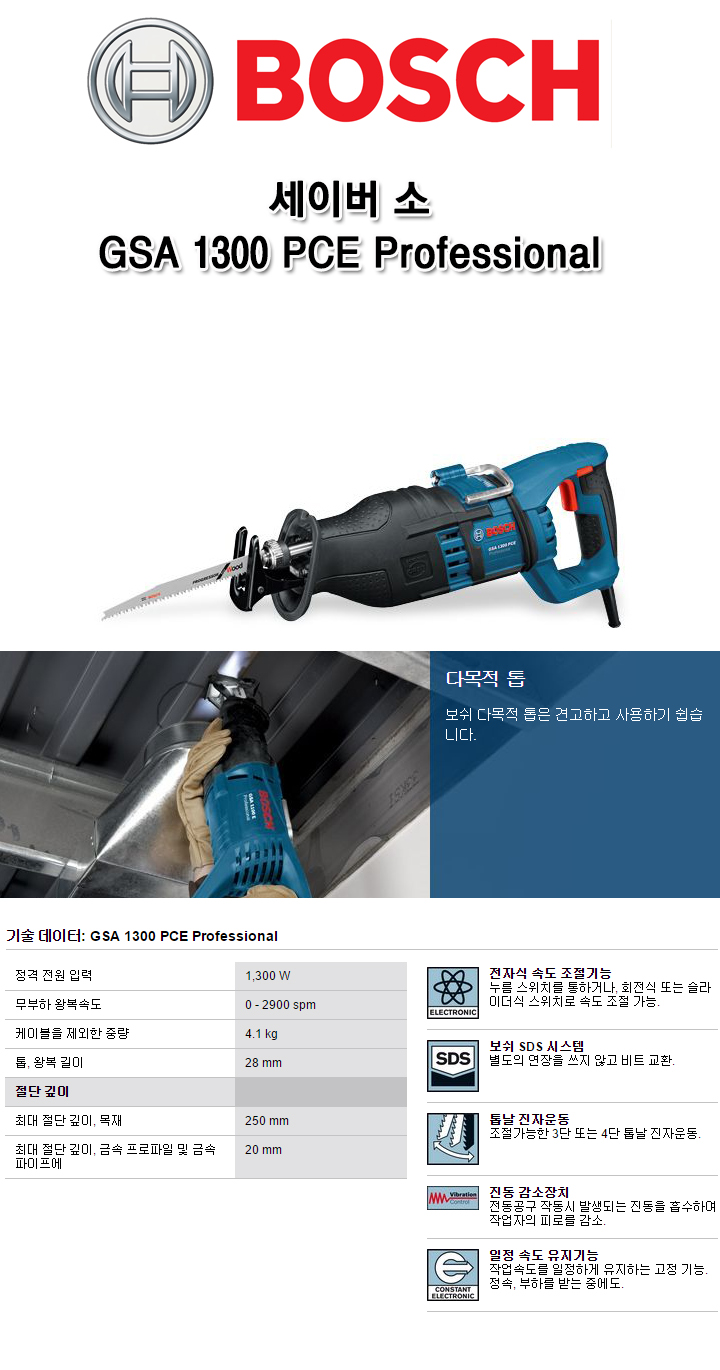 BOSCH
세이버 소
GSA 1300 PCE Professional
BOSCH
GSA 1300 PCE
Professional
PROGRESSOR
Wood
BOSCH
다목적 톱
보쉬 다목적 톱은 견고하고 사용하기 쉽습
니다.
BOSCH
GSA 1100 E
Professional
기술 데이터: GSA 1300 PCE Professional
정격 전원 입력 1,300 W
무부하 왕복속도 0 - 2900 spm
케이블을 제외한 중량 4.1 kg
톱, 왕복 길이 28 mm
절단 깊이
최대 절단 깊이, 목재 250 mm
최대 절단 깊이, 금속 프로파일 및 금속 20 mm
파이프에
ELECTRONIC
전자식 속도 조절기능
누름 스위치를 통하거나, 회전식 또는 슬라
이더식 스위치로 속도 조절 가능.
SDS
보쉬 SDS 시스템
별도의 연장을 쓰지 않고 비트 교환.
톱날 진자운동
조절가능한 3단 또는 4단 톱날 진자운동.
Vibration
Control
진동 감소장치
전동공구 작동시 발생되는 진동을 흡수하여
작업자의 피로를 감소.
CONSTANT
ELECTRONIC
일정 속도 유지기능
작업속도를 일정하게 유지하는 고정 기능.
정속, 부하를 받는 중에도.